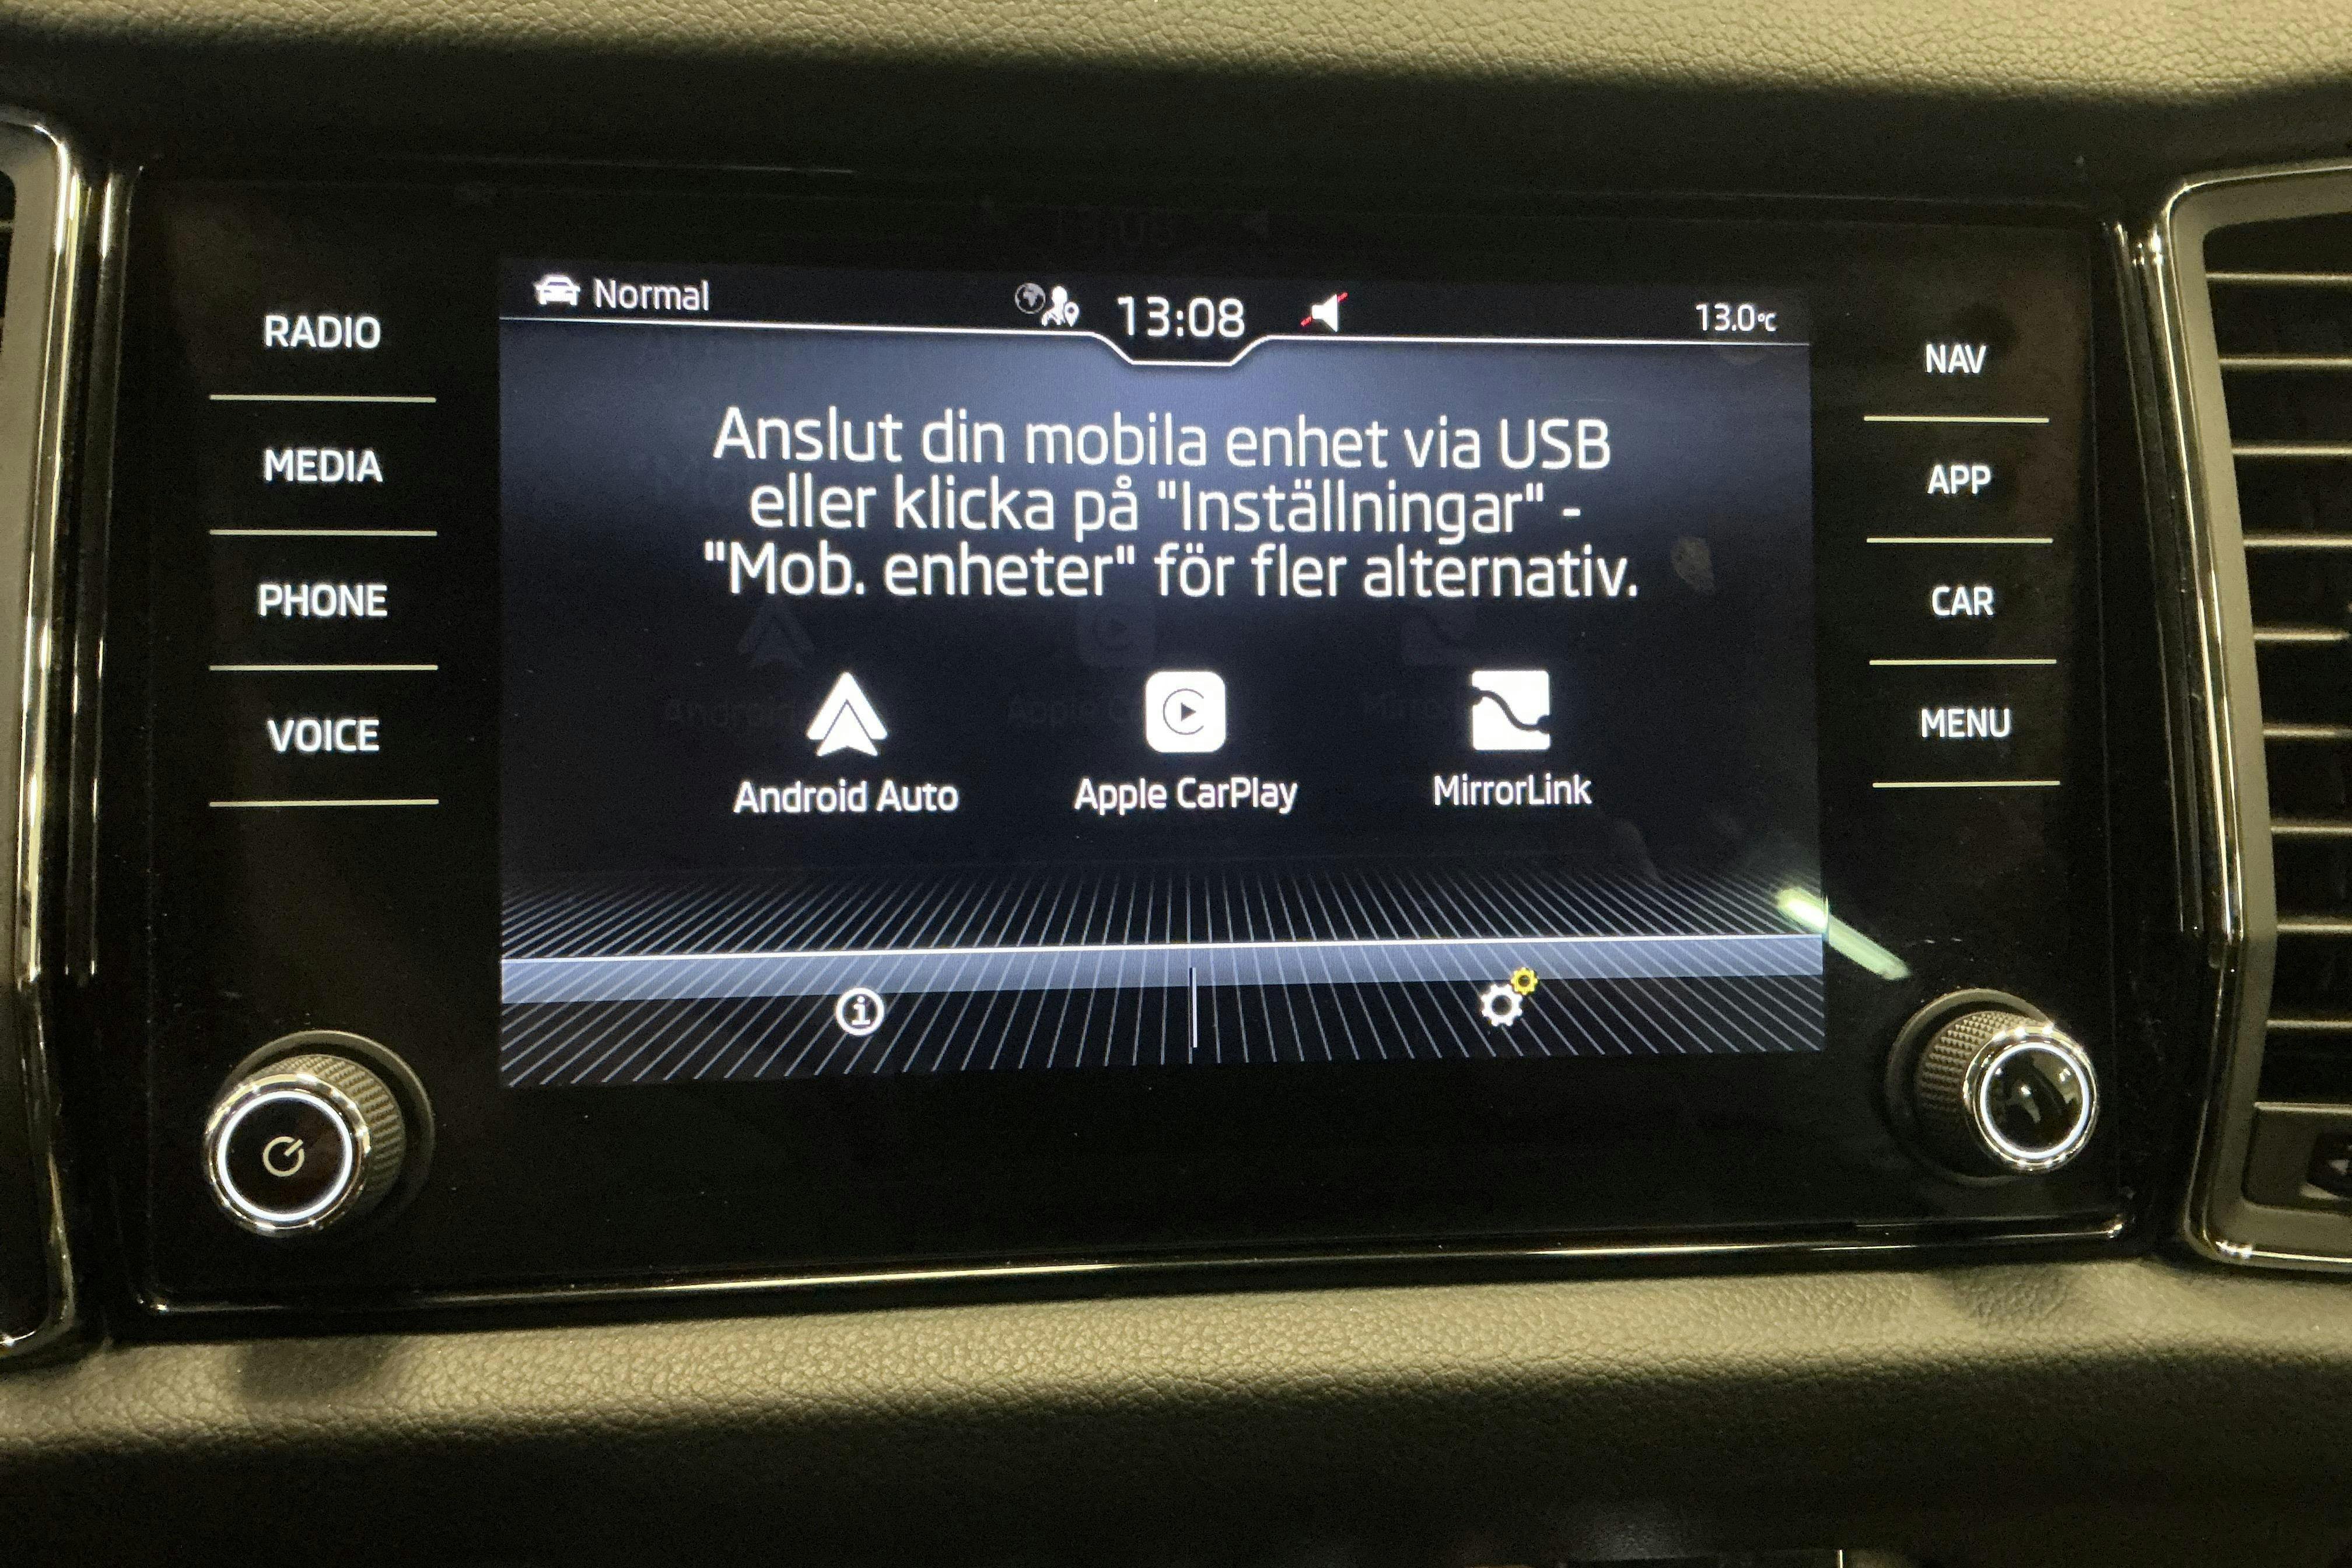 RADIO
MEDIA
PHONE
VOICE
Normal
13:08
13.0°C
Anslut din mobila enhet via USB
eller klicka på "Inställningar" -
"Mob. enheter" för fler alternativ.
Android Auto
Apple CarPlay
MirrorLink
NAV
APP
CAR
MENU